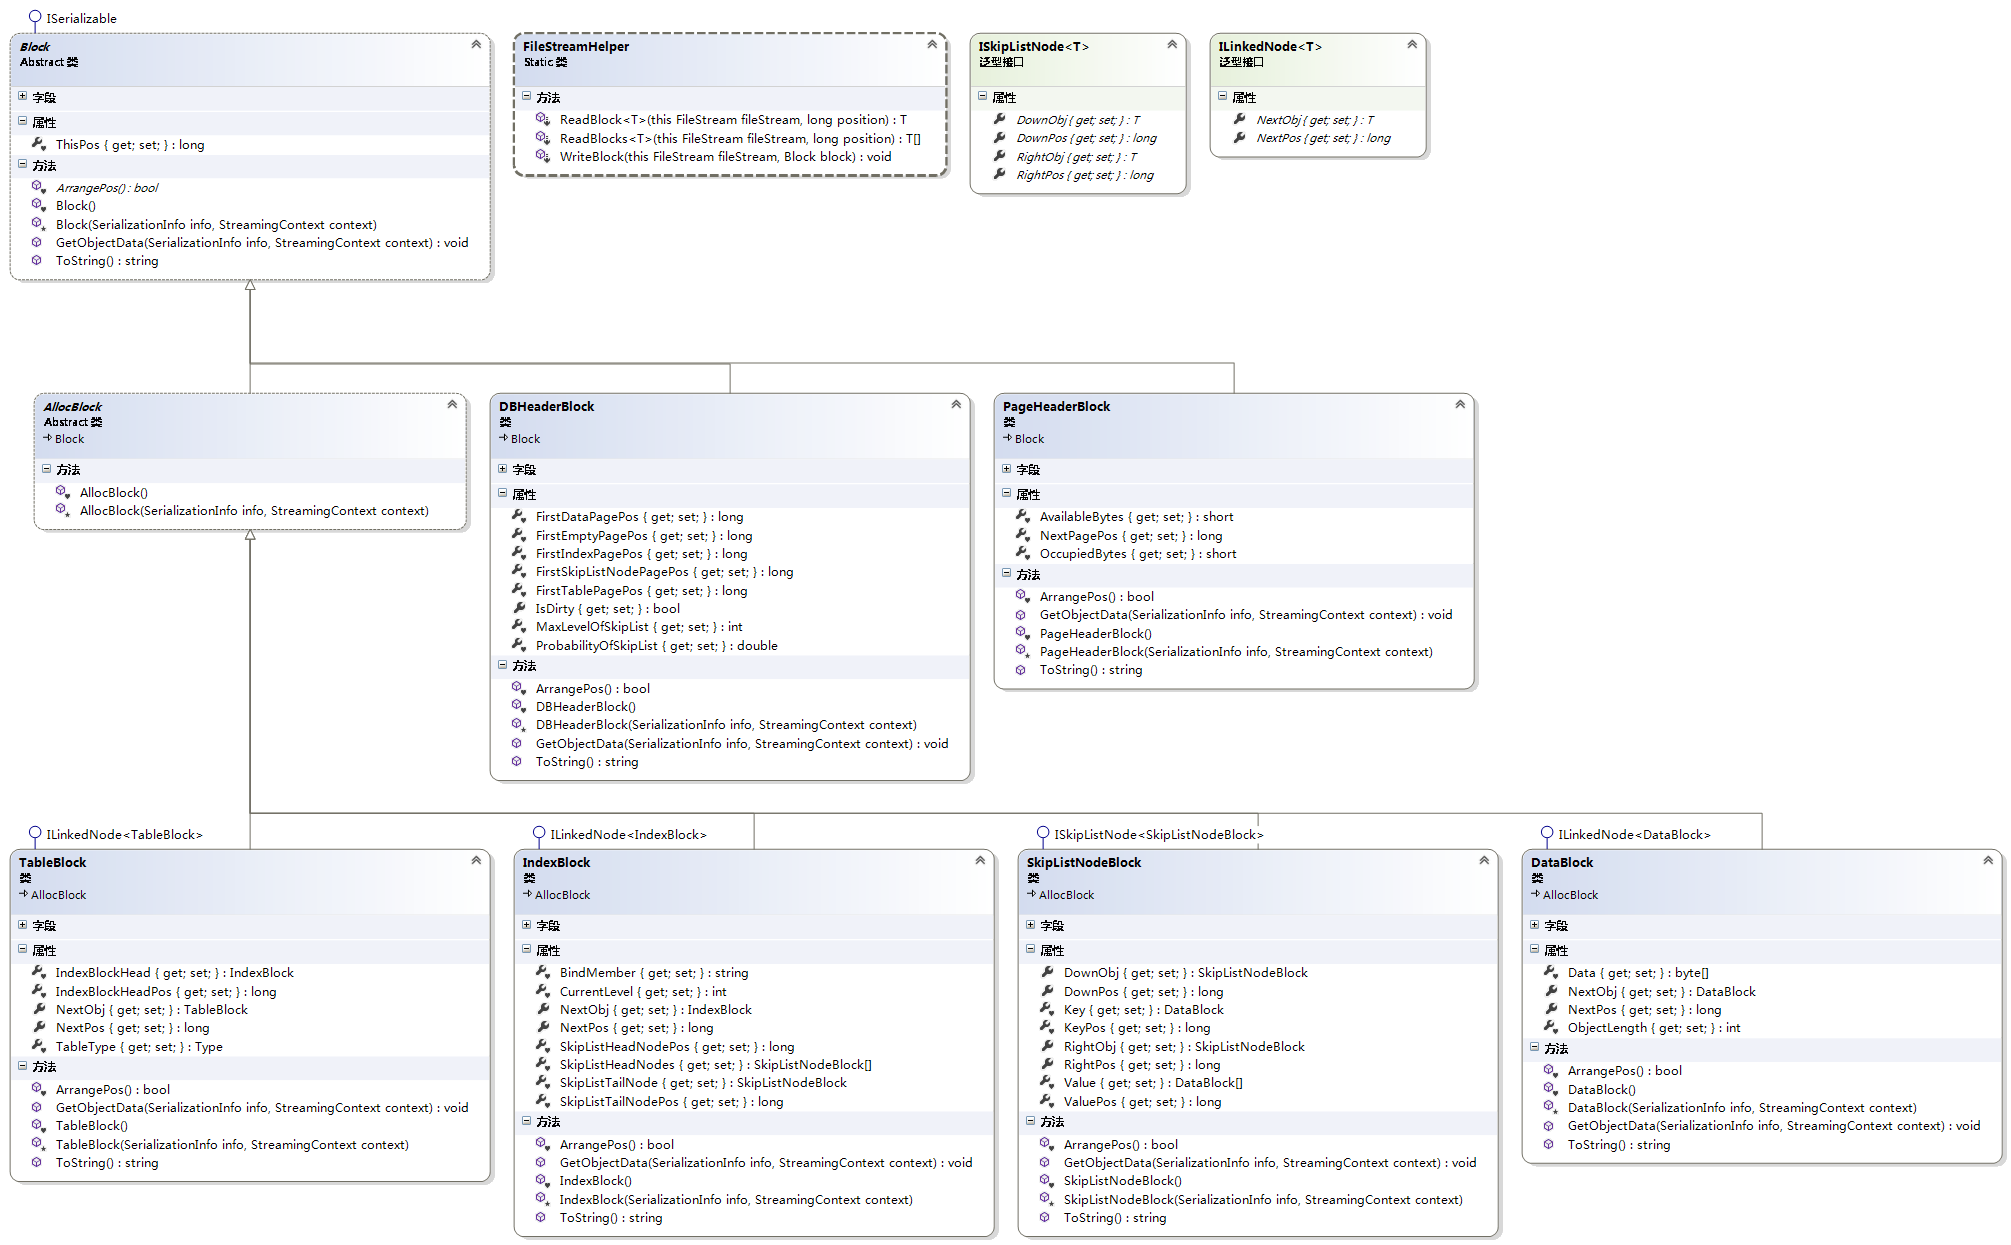 ISerializable
Block
Abstract 类
字段
属性
ThisPos { get; set; } : long
方法
ArrangePos() : bool
Block()
Block(SerializationInfo info, StreamingContext context)
GetObjectData(SerializationInfo info, StreamingContext context) : void
ToString() : string
FileStreamHelper
Static 类
方法
ReadBlock<T>(this FileStream fileStream, long position) : T
ReadBlocks<T>(this FileStream fileStream, long position) : T[]
WriteBlock(this FileStream fileStream, Block block) : void
ISkipListNode<T>
泛型接口
属性
DownObj { get; set; } : T
DownPos { get; set; } : long
RightObj { get; set; } : T
RightPos { get; set; } : long
ILinkedNode<T>
泛型接口
属性
NextObj { get; set; } : T
NextPos { get; set; } : long
AllocBlock
Abstract 类
Block
方法
AllocBlock()
AllocBlock(SerializationInfo info, StreamingContext context)
DBHeaderBlock
类
Block
字段
属性
FirstDataPagePos { get; set; } : long
FirstEmptyPagePos { get; set; } : long
FirstIndexPagePos { get; set; } : long
FirstSkipListNodePagePos { get; set; } : long
FirstTablePagePos { get; set; } : long
IsDirty { get; set; } : bool
MaxLevelOfSkipList { get; set; } : int
ProbabilityOfSkipList { get; set; } : double
方法
ArrangePos() : bool
DBHeaderBlock()
DBHeaderBlock(SerializationInfo info, StreamingContext context)
GetObjectData(SerializationInfo info, StreamingContext context) : void
ToString() : string
PageHeaderBlock
类
Block
字段
属性
AvailableBytes { get; set; } : short
NextPagePos { get; set; } : long
OccupiedBytes { get; set; } : short
方法
ArrangePos() : bool
GetObjectData(SerializationInfo info, StreamingContext context) : void
PageHeaderBlock()
PageHeaderBlock(SerializationInfo info, StreamingContext context)
ToString() : string
ILinkedNode<TableBlock>
TableBlock
类
AllocBlock
字段
属性
IndexBlockHead { get; set; } : IndexBlock
IndexBlockHeadPos { get; set; } : long
NextObj { get; set; } : TableBlock
NextPos { get; set; } : long
TableType { get; set; } : Type
方法
ArrangePos() : bool
GetObjectData(SerializationInfo info, StreamingContext context) : void
TableBlock()
TableBlock(SerializationInfo info, StreamingContext context)
ToString() : string
ILinkedNode<IndexBlock>
IndexBlock
类
AllocBlock
字段
属性
BindMember { get; set; } : string
CurrentLevel { get; set; } : int
NextObj { get; set; } : IndexBlock
NextPos { get; set; } : long
SkipListHeadNodePos { get; set; } : long
SkipListHeadNodes { get; set; } : SkipListNodeBlock[]
SkipListTailNode { get; set; } : SkipListNodeBlock
SkipListTailNodePos { get; set; } : long
方法
ArrangePos() : bool
GetObjectData(SerializationInfo info, StreamingContext context) : void
IndexBlock()
IndexBlock(SerializationInfo info, StreamingContext context)
ToString() : string
ISkipListNode<SkipListNodeBlock>
SkipListNodeBlock
类
AllocBlock
字段
属性
DownObj { get; set; } : SkipListNodeBlock
DownPos { get; set; } : long
Key { get; set; } : DataBlock
KeyPos { get; set; } : long
RightObj { get; set; } : SkipListNodeBlock
RightPos { get; set; } : long
Value { get; set; } : DataBlock[]
ValuePos { get; set; } : long
方法
ArrangePos() : bool
GetObjectData(SerializationInfo info, StreamingContext context) : void
SkipListNodeBlock()
SkipListNodeBlock(SerializationInfo info, StreamingContext context)
ToString() : string
ILinkedNode<DataBlock>
DataBlock
类
AllocBlock
字段
属性
Data { get; set; } : byte[]
NextObj { get; set; } : DataBlock
NextPos { get; set; } : long
ObjectLength { get; set; } : int
方法
ArrangePos() : bool
DataBlock()
DataBlock(SerializationInfo info, StreamingContext context)
GetObjectData(SerializationInfo info, StreamingContext context) : void
ToString() : string